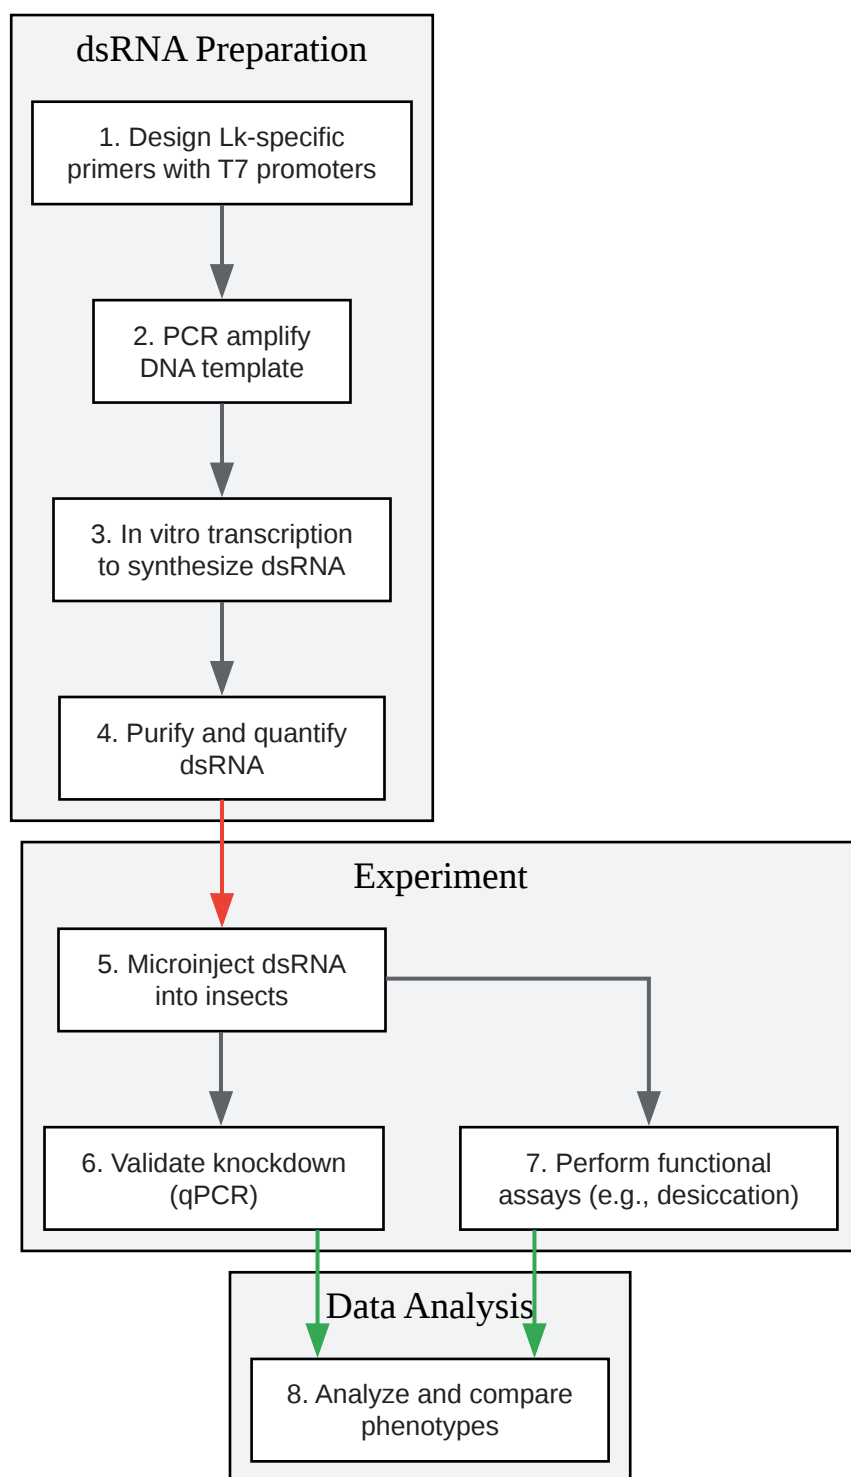 dsRNA Preparation
1. Design Lk-specific
primers with T7 promoters
2. PCR amplify
DNA template
3. In vitro transcription
to synthesize dsRNA
4. Purify and quantify
dsRNA
Experiment
5. Microinject dsRNA
into insects
6. Validate knockdown
(qPCR)
7. Perform functional
assays (e.g., desiccation)
Data Analysis
8. Analyze and compare
phenotypes